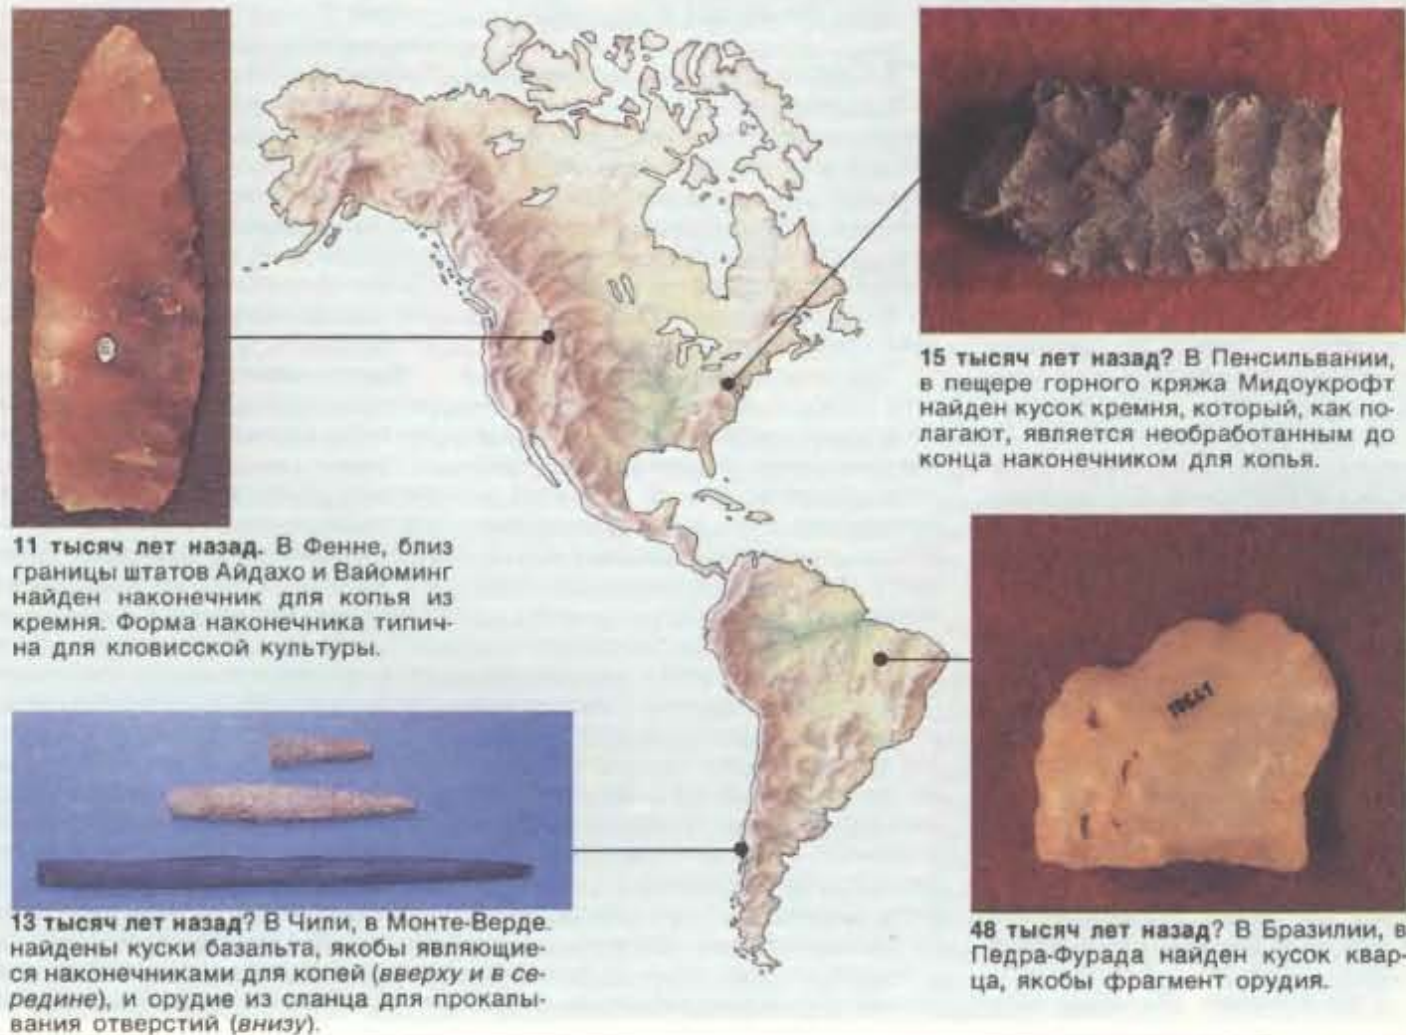 15 тысяч лет назад? В Пенсильвании,
в пещере горного кряжа Мидоукрофт
найден кусок кремня, который, как по-
лагают, является необработанным до
конца наконечником для копья.
11 тысяч лет назад. В Фенне, близ
границы штатов Айдахо и Вайоминг
найден наконечник для копья из
кремня. Форма наконечника типич-
на для кловисской культуры.
13 тысяч лет назад? В Чили, в Монте-Верде
найдены куски базальта, якобы являющие-
ся наконечниками для копей (вверху и в се-
редине), и орудие из сланца для прокалы-
вания отверстий (внизу).
48 тысяч лет назад? В Бразилии, в
Педра-Фурада найден кусок квар-
ца, якобы фрагмент орудия.